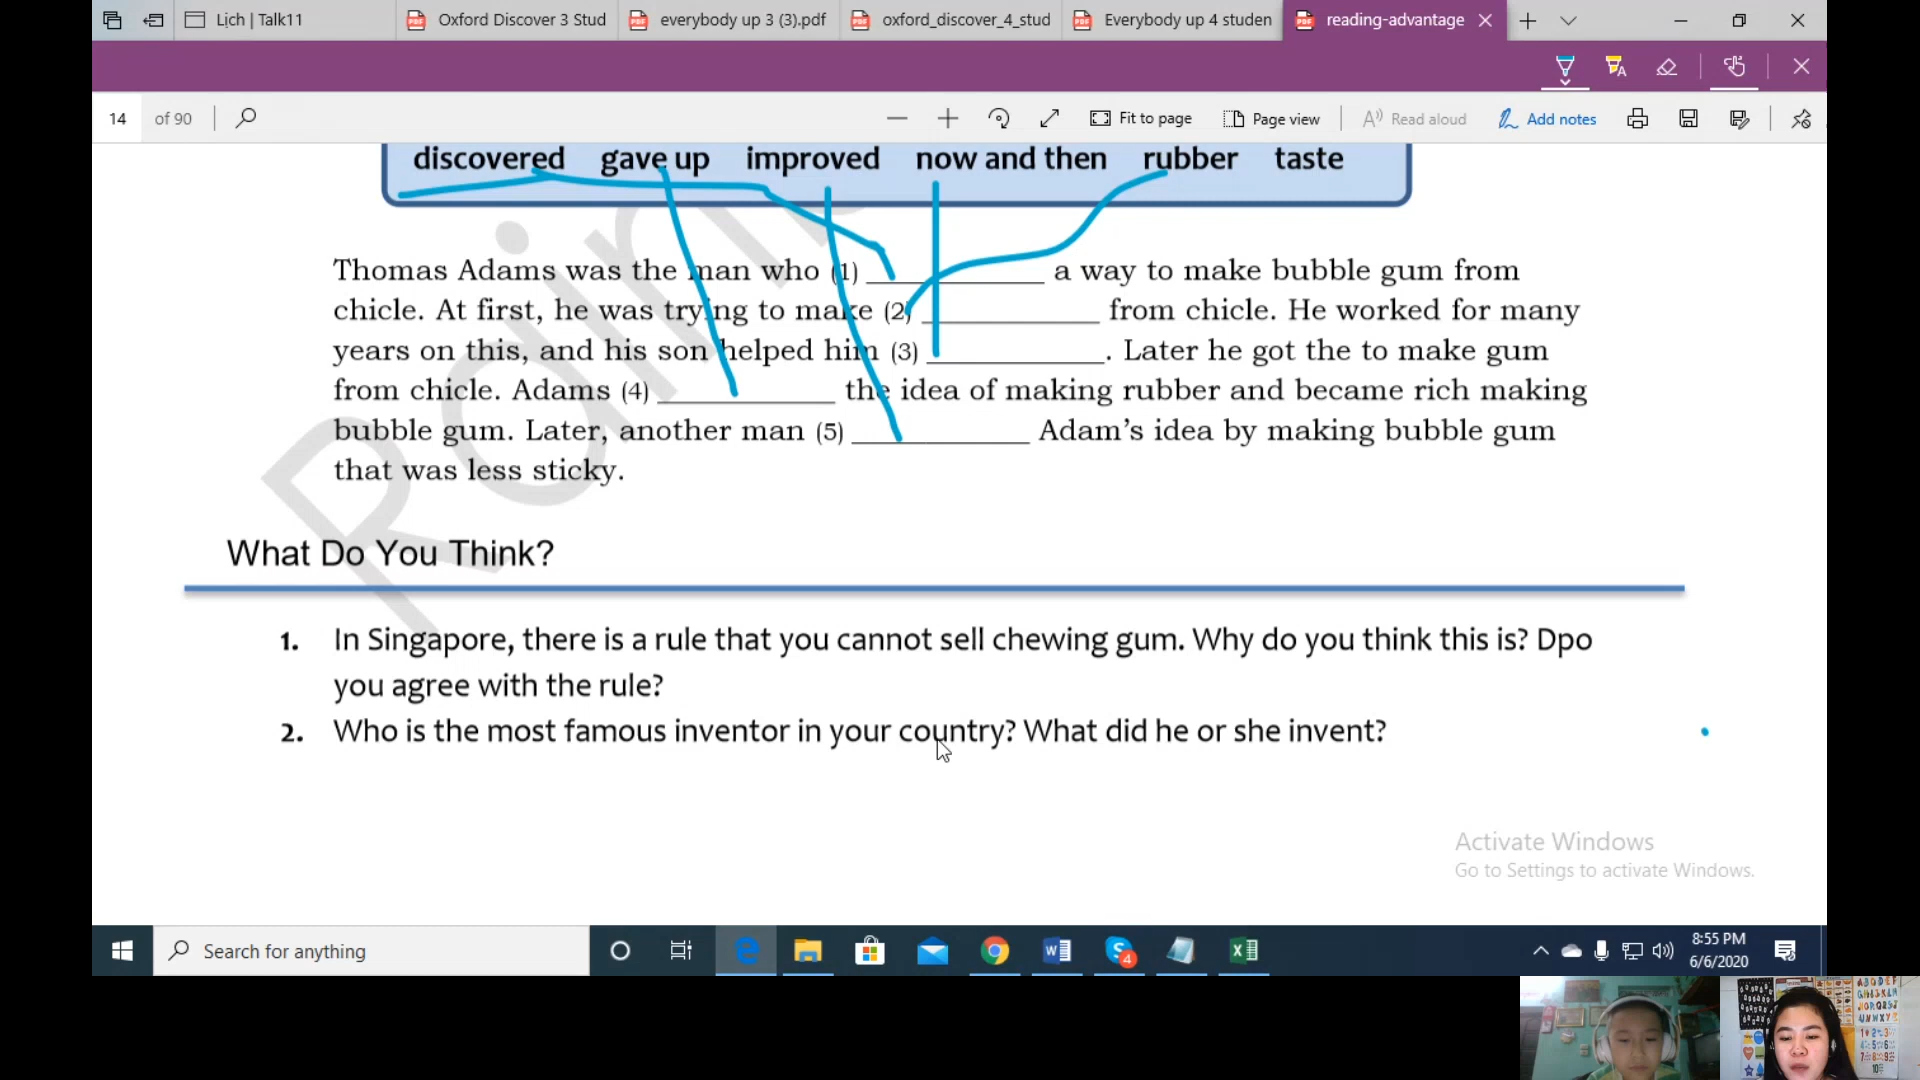 Lịch | Talk11
Oxford Discover 3 Stud
everybody up 3 (3).pdf
oxford_discover_4_stud
Everybody up 4 studen
reading-advantage
14 of 90
Fit to page
Page view
Read aloud
Add notes
discovered gave up improved now and then rubber taste
Thomas Adams was the man who (1) ____________ a way to make bubble gum from
chicle. At first, he was trying to make (2) ____________ from chicle. He worked for many
years on this, and his son helped him (3) ____________. Later he got the to make gum
from chicle. Adams (4) ____________ the idea of making rubber and became rich making
bubble gum. Later, another man (5) ____________ Adam's idea by making bubble gum
that was less sticky.
What Do You Think?
1. In Singapore, there is a rule that you cannot sell chewing gum. Why do you think this is? Dpo
you agree with the rule?
2. Who is the most famous inventor in your country? What did he or she invent?
Activate Windows
Go to Settings to activate Windows.
Search for anything
4
8:55 PM
6/6/2020